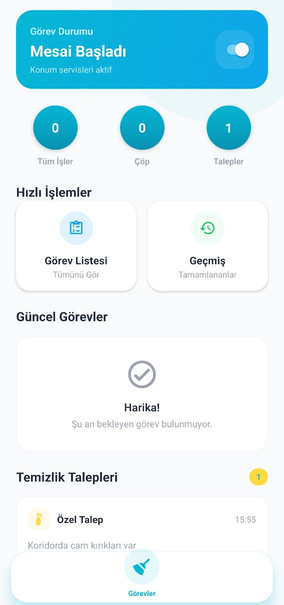 Görev Durumu
Mesai Başladı
Konum servisleri aktif
0
0
1
Tüm İşler
Çöp
Talepler
Hızlı İşlemler
Görev Listesi
Tümünü Gör
Geçmiş
Tamamlananlar
Güncel Görevler
Harika!
Şu an bekleyen görev bulunmuyor.
Temizlik Talepleri
1
Özel Talep
15:55
Koridorda cam kırıkları var
Görevler